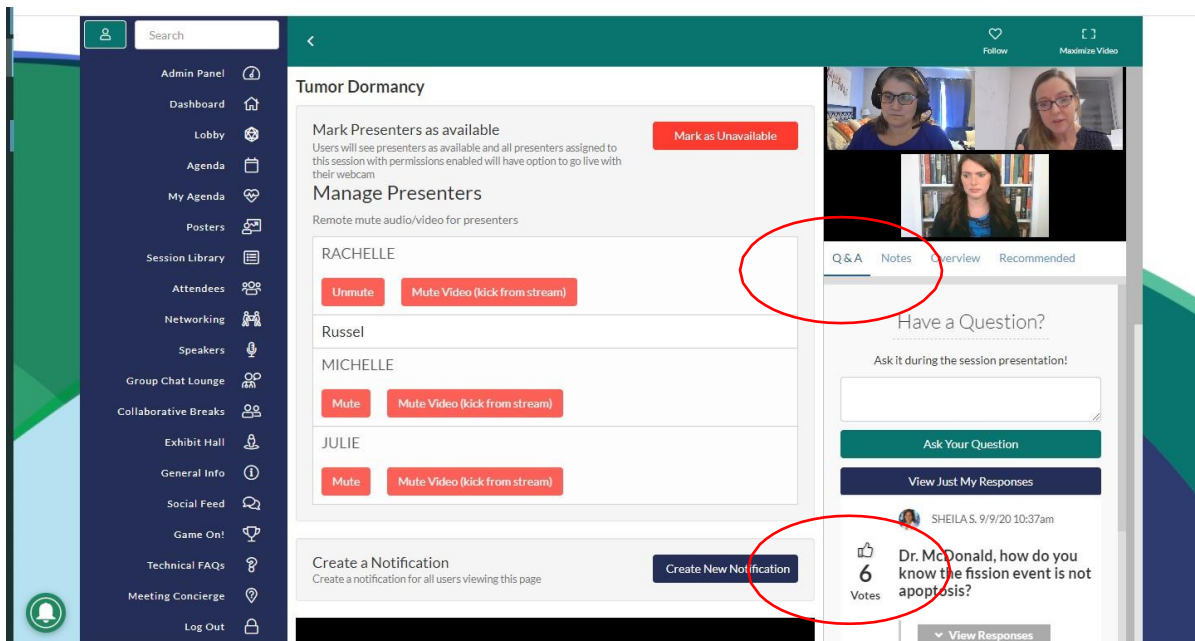 Search
Follow
Maximize Video
Admin Panel
Dashboard
Lobby
Agenda
My Agenda
Posters
Session Library
Attendees
Networking
Speakers
Group Chat Lounge
Collaborative Breaks
Exhibit Hall
General Info
Social Feed
Game On!
Technical FAQs
Meeting Concierge
Log Out
Tumor Dormancy
Mark Presenters as available
Users will see presenters as available and all presenters assigned to
this session with permissions enabled will have option to go live with
their webcam
Mark as Unavailable
Manage Presenters
Remote mute audio/video for presenters
RACHELLE
Unmute
Mute Video (kick from stream)
Russel
MICHELLE
Mute
Mute Video (kick from stream)
JULIE
Mute
Mute Video (kick from stream)
Create a Notification
Create a notification for all users viewing this page
Create New Notification
Q & A
Notes
Overview
Recommended
Have a Question?
Ask it during the session presentation!
Ask Your Question
View Just My Responses
SHEILA S. 9/9/20 10:37am
6
Votes
Dr. McDonald, how do you
know the fission event is not
apoptosis?
View Responses